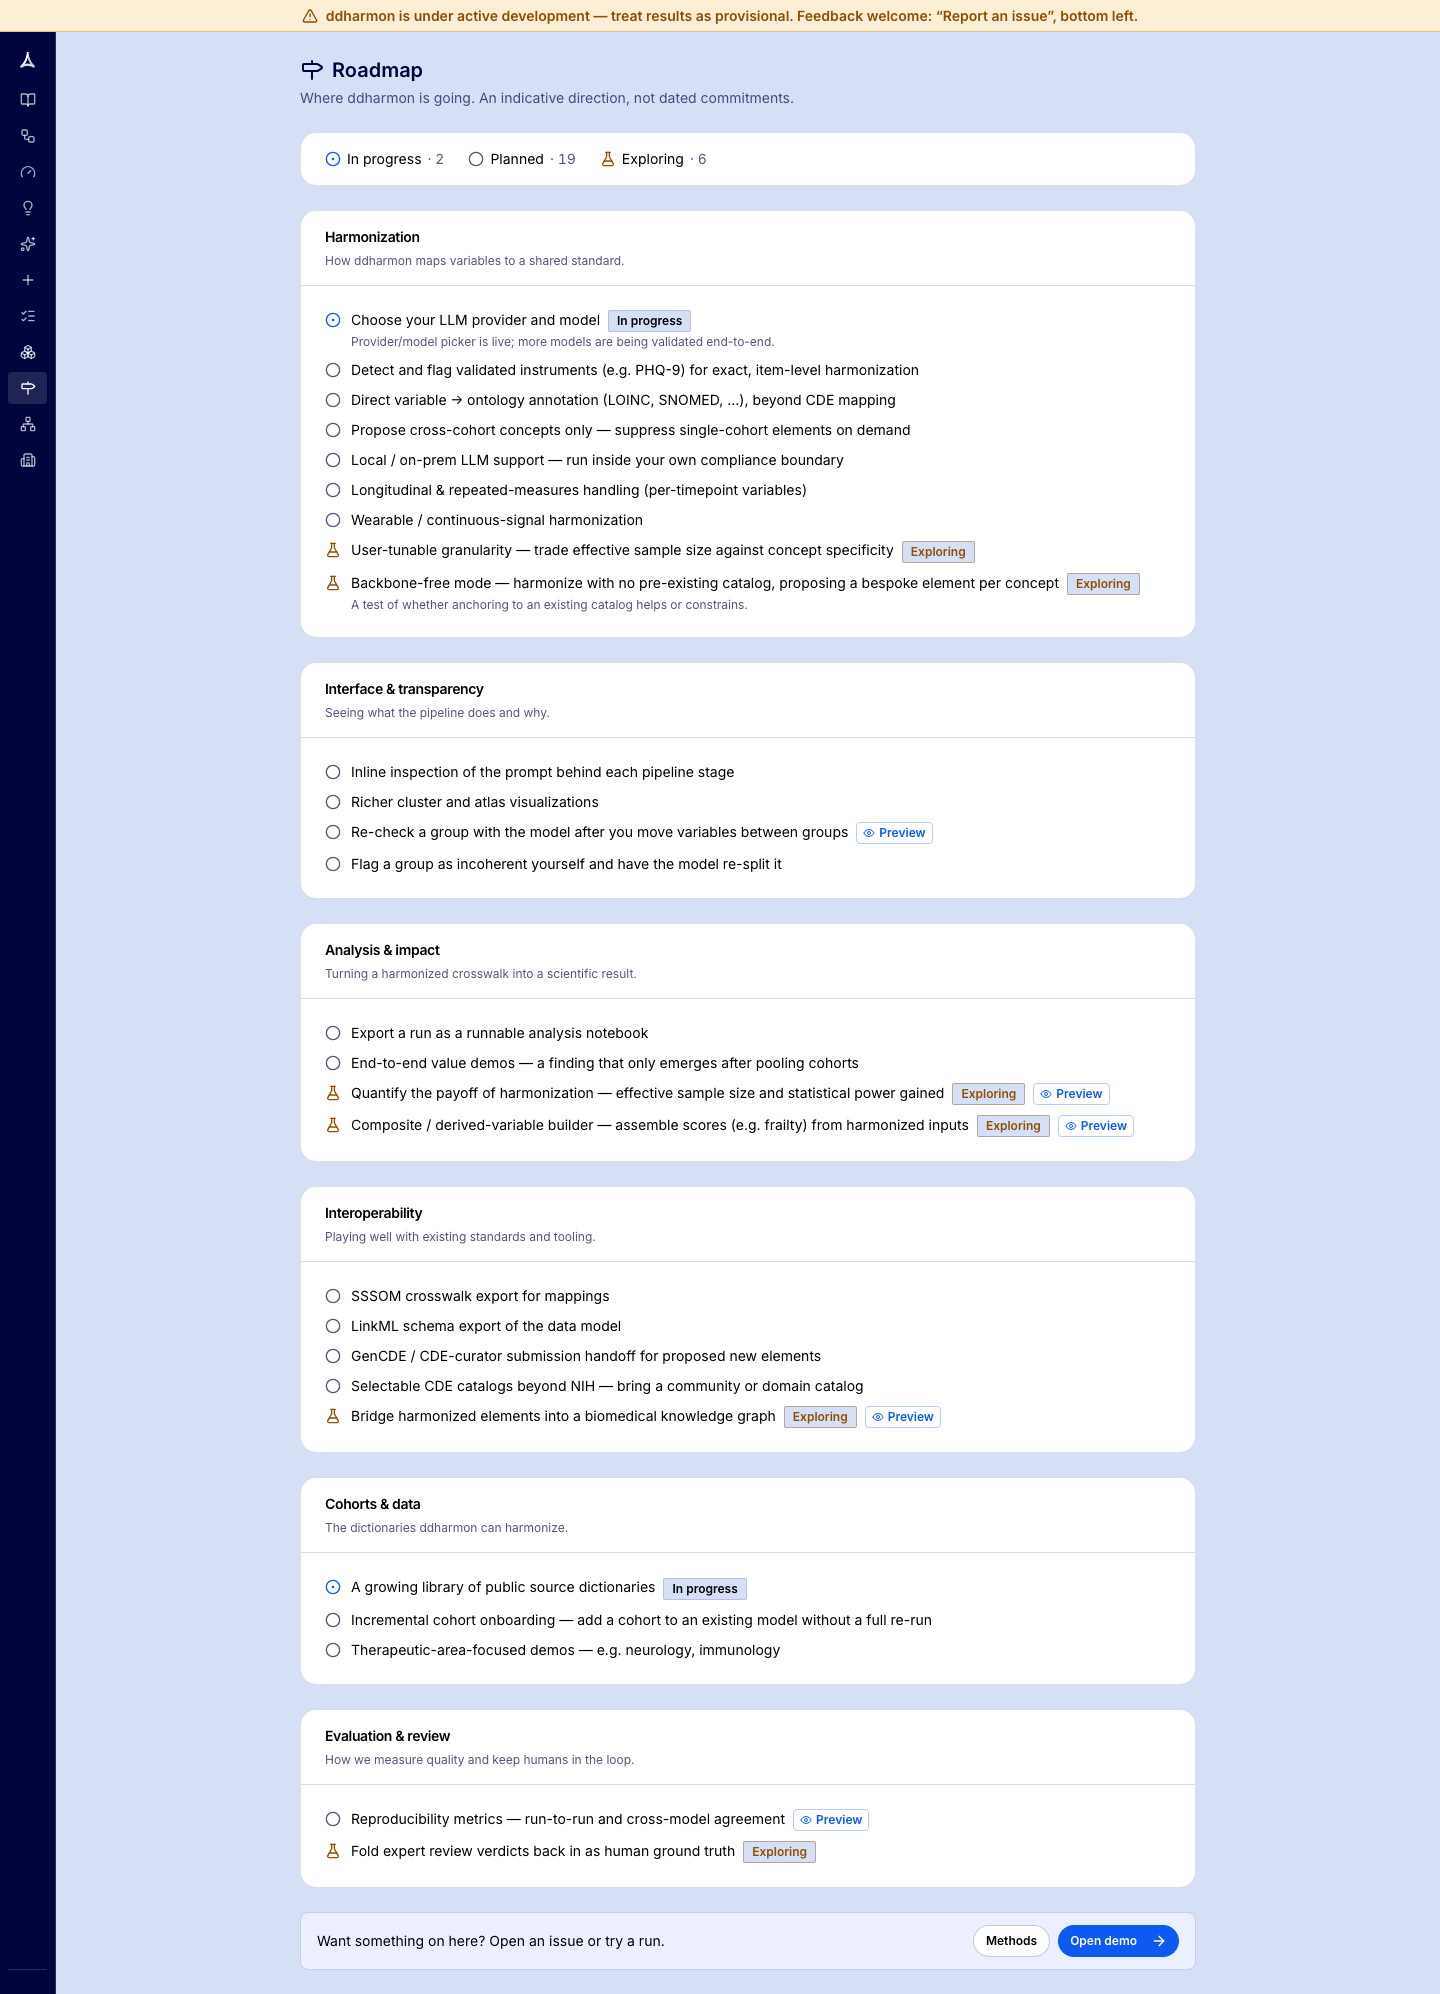 ddharmon is under active development — treat results as provisional. Feedback welcome: “Report an issue”, bottom left.
Roadmap
Where ddharmon is going. An indicative direction, not dated commitments.
In progress · 2 Planned · 19 Exploring · 6
Harmonization
How ddharmon maps variables to a shared standard.
Choose your LLM provider and model In progress
Provider/model picker is live; more models are being validated end-to-end.
Detect and flag validated instruments (e.g. PHQ-9) for exact, item-level harmonization
Direct variable → ontology annotation (LOINC, SNOMED, …), beyond CDE mapping
Propose cross-cohort concepts only — suppress single-cohort elements on demand
Local / on-prem LLM support — run inside your own compliance boundary
Longitudinal & repeated-measures handling (per-timepoint variables)
Wearable / continuous-signal harmonization
User-tunable granularity — trade effective sample size against concept specificity Exploring
Backbone-free mode — harmonize with no pre-existing catalog, proposing a bespoke element per concept Exploring
A test of whether anchoring to an existing catalog helps or constrains.
Interface & transparency
Seeing what the pipeline does and why.
Inline inspection of the prompt behind each pipeline stage
Richer cluster and atlas visualizations
Re-check a group with the model after you move variables between groups Preview
Flag a group as incoherent yourself and have the model re-split it
Analysis & impact
Turning a harmonized crosswalk into a scientific result.
Export a run as a runnable analysis notebook
End-to-end value demos — a finding that only emerges after pooling cohorts
Quantify the payoff of harmonization — effective sample size and statistical power gained Exploring Preview
Composite / derived-variable builder — assemble scores (e.g. frailty) from harmonized inputs Exploring Preview
Interoperability
Playing well with existing standards and tooling.
SSSOM crosswalk export for mappings
LinkML schema export of the data model
GenCDE / CDE-curator submission handoff for proposed new elements
Selectable CDE catalogs beyond NIH — bring a community or domain catalog
Bridge harmonized elements into a biomedical knowledge graph Exploring Preview
Cohorts & data
The dictionaries ddharmon can harmonize.
A growing library of public source dictionaries In progress
Incremental cohort onboarding — add a cohort to an existing model without a full re-run
Therapeutic-area-focused demos — e.g. neurology, immunology
Evaluation & review
How we measure quality and keep humans in the loop.
Reproducibility metrics — run-to-run and cross-model agreement Preview
Fold expert review verdicts back in as human ground truth Exploring
Want something on here? Open an issue or try a run. Methods Open demo →